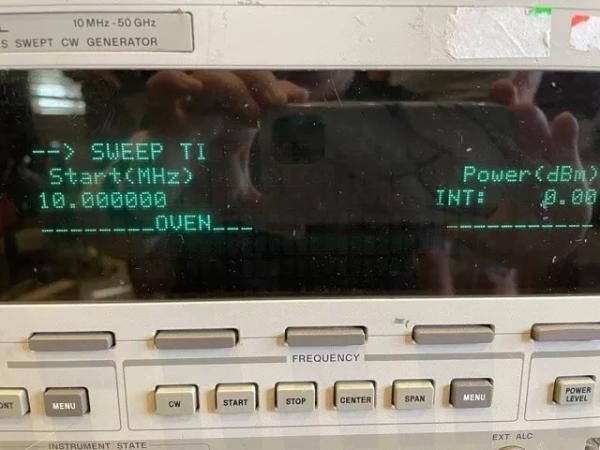 10 MHz - 50 GHz
S SWEPT CW GENERATOR
--> SWEEP TI
Start(MHz)
Power(dBm)
10.000000
INT: 0.00
________OVEN___
___________
FREQUENCY
MENU
CW
START
STOP
CENTER
SPAN
MENU
POWER
LEVEL
INSTRUMENT STATE
EXT ALC